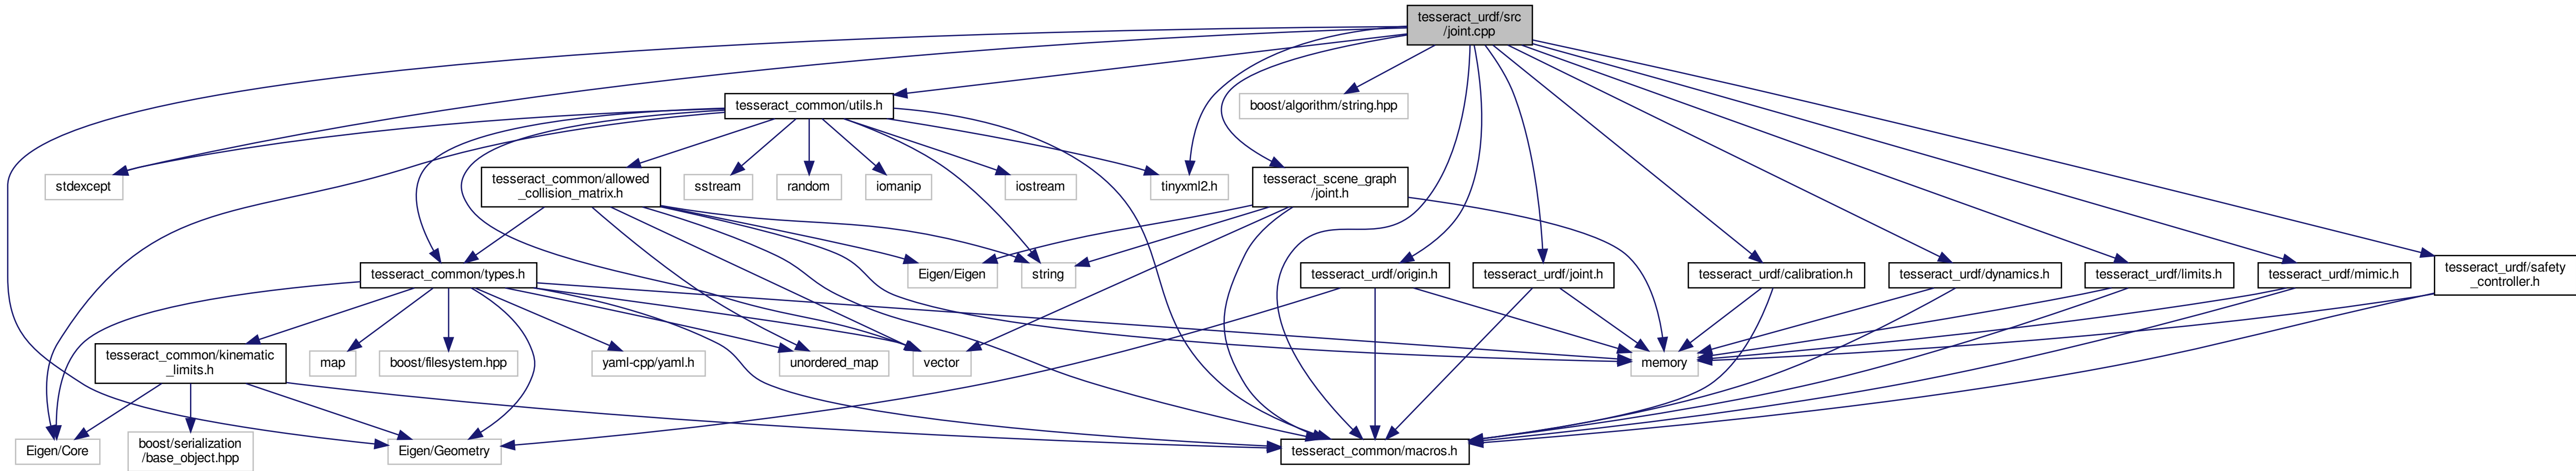 tesseract_urdf/src
/joint.cpp
tesseract_common/utils.h
boost/algorithm/string.hpp
stdexcept
tesseract_common/allowed
_collision_matrix.h
sstream
random
iomanip
iostream
tinyxml2.h
tesseract_scene_graph
/joint.h
tesseract_common/types.h
Eigen/Eigen
string
tesseract_urdf/origin.h
tesseract_urdf/joint.h
tesseract_urdf/calibration.h
tesseract_urdf/dynamics.h
tesseract_urdf/limits.h
tesseract_urdf/mimic.h
tesseract_urdf/safety
_controller.h
tesseract_common/kinematic
_limits.h
map
boost/filesystem.hpp
yaml-cpp/yaml.h
unordered_map
vector
memory
Eigen/Core
boost/serialization
/base_object.hpp
Eigen/Geometry
tesseract_common/macros.h